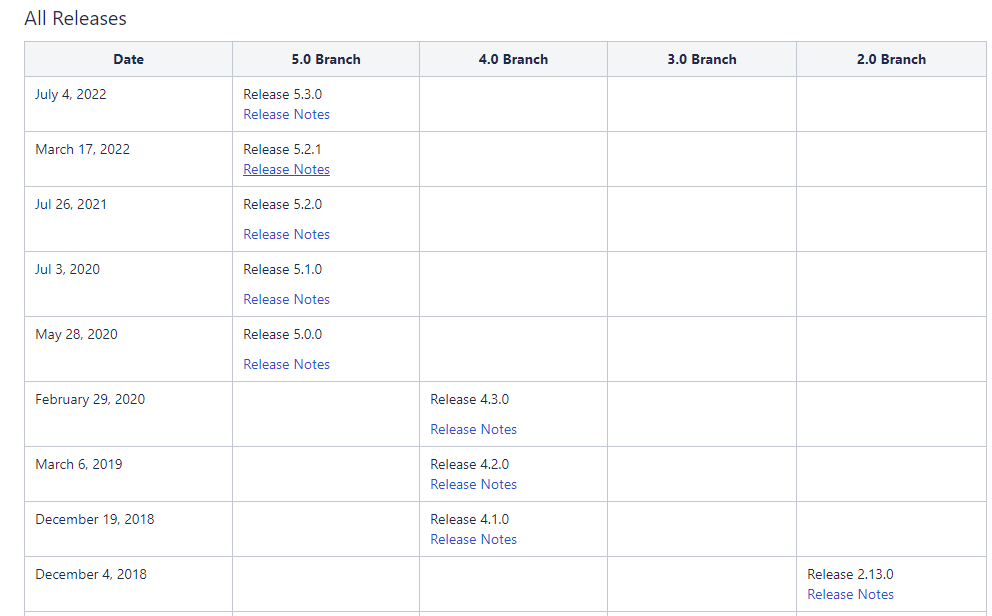 All Releases
Date 5.0 Branch 4.0 Branch 3.0 Branch 2.0 Branch
July 4, 2022 Release 5.3.0
Release Notes
March 17, 2022 Release 5.2.1
Release Notes
Jul 26, 2021 Release 5.2.0
Release Notes
Jul 3, 2020 Release 5.1.0
Release Notes
May 28, 2020 Release 5.0.0
Release Notes
February 29, 2020 Release 4.3.0
Release Notes
March 6, 2019 Release 4.2.0
Release Notes
December 19, 2018 Release 4.1.0
Release Notes
December 4, 2018 Release 2.13.0
Release Notes